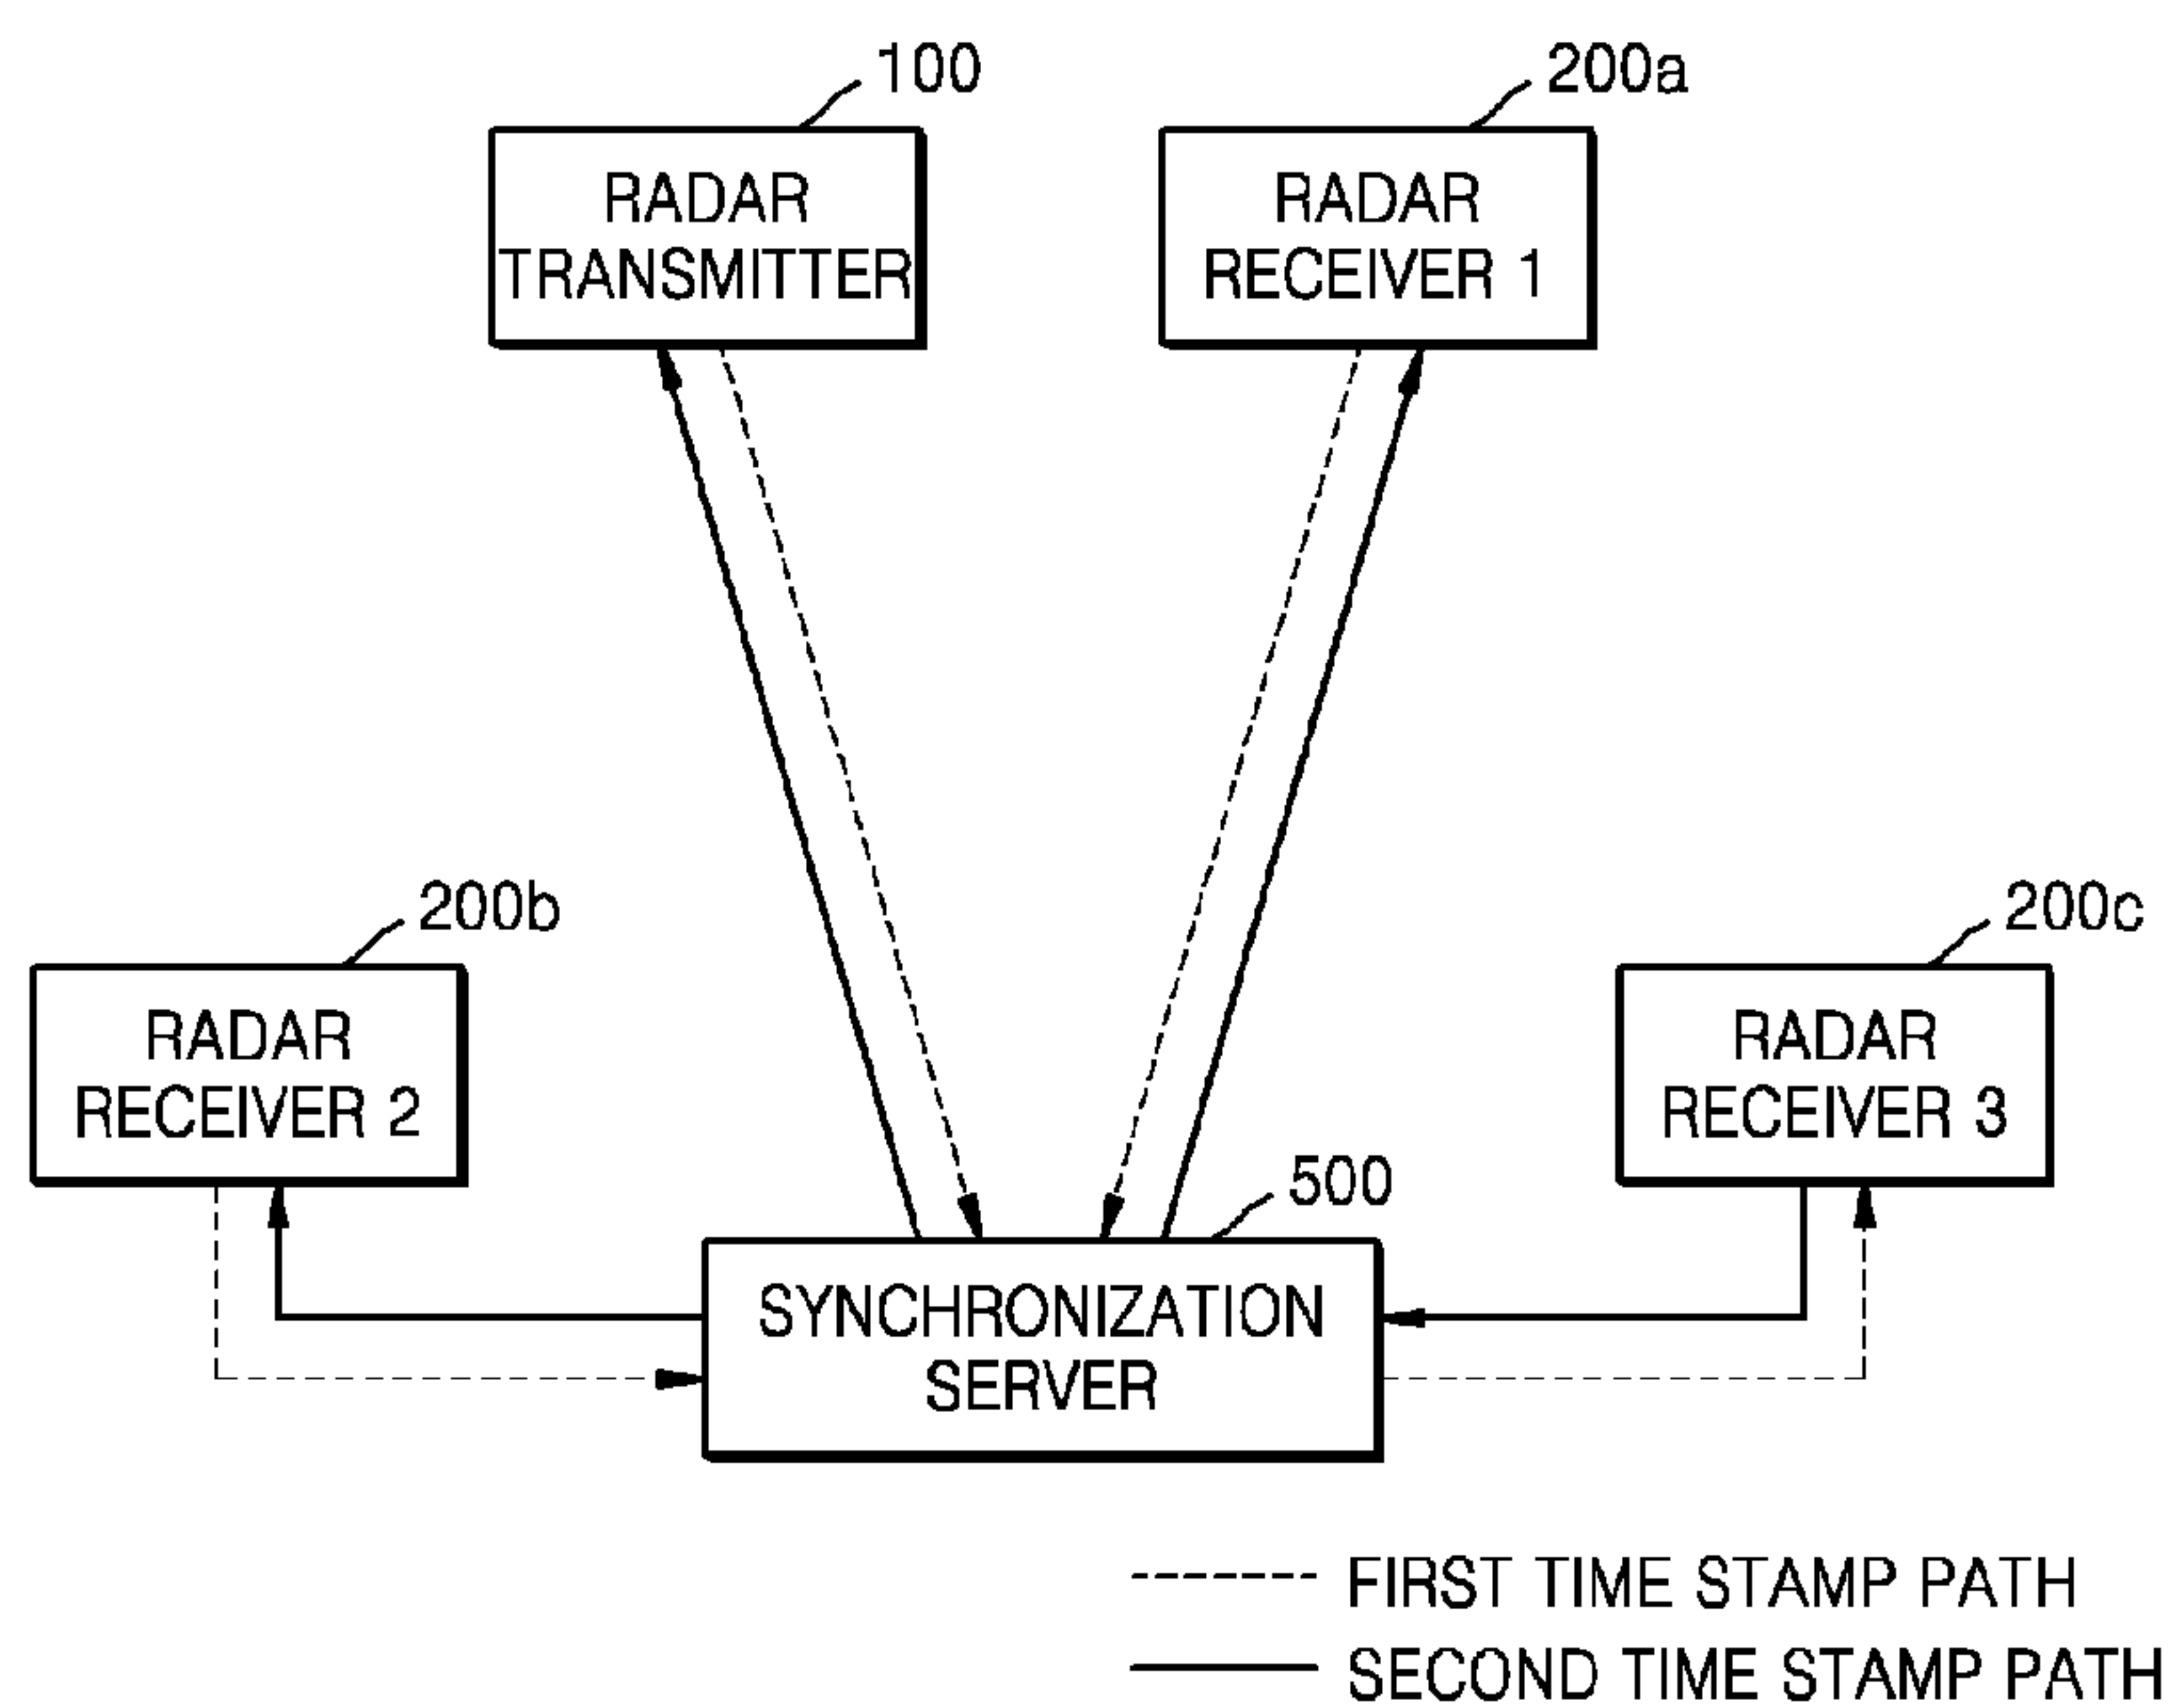 100
200a
RADAR
TRANSMITTER
RADAR
RECEIVER 1
200b
200c
RADAR
RECEIVER 2
RADAR
RECEIVER 3
500
SYNCHRONIZATION
SERVER
FIRST TIME STAMP PATH
SECOND TIME STAMP PATH